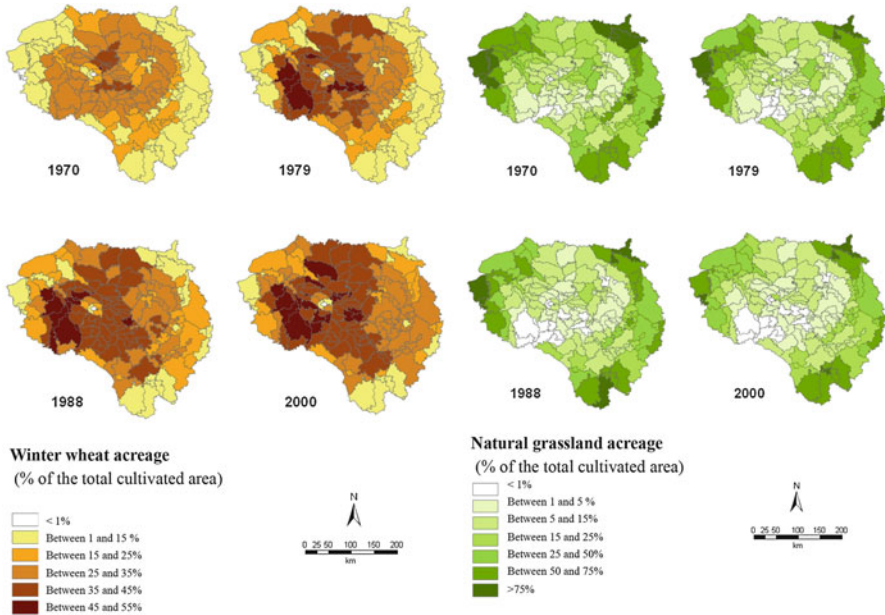 1970
1979
1970
1979
1988
2000
1988
2000
Winter wheat acreage
(% of the total cultivated area)
< 1%
Between 1 and 15 %
Between 15 and 25%
Between 25 and 35%
Between 35 and 45%
Between 45 and 55%
N
0 25 50 100 150 200
km
Natural grassland acreage
(% of the total cultivated area)
< 1%
Between 1 and 5 %
Between 5 and 15%
Between 15 and 25%
Between 25 and 50%
Between 50 and 75%
>75%
N
0 25 50 100 150 200
km